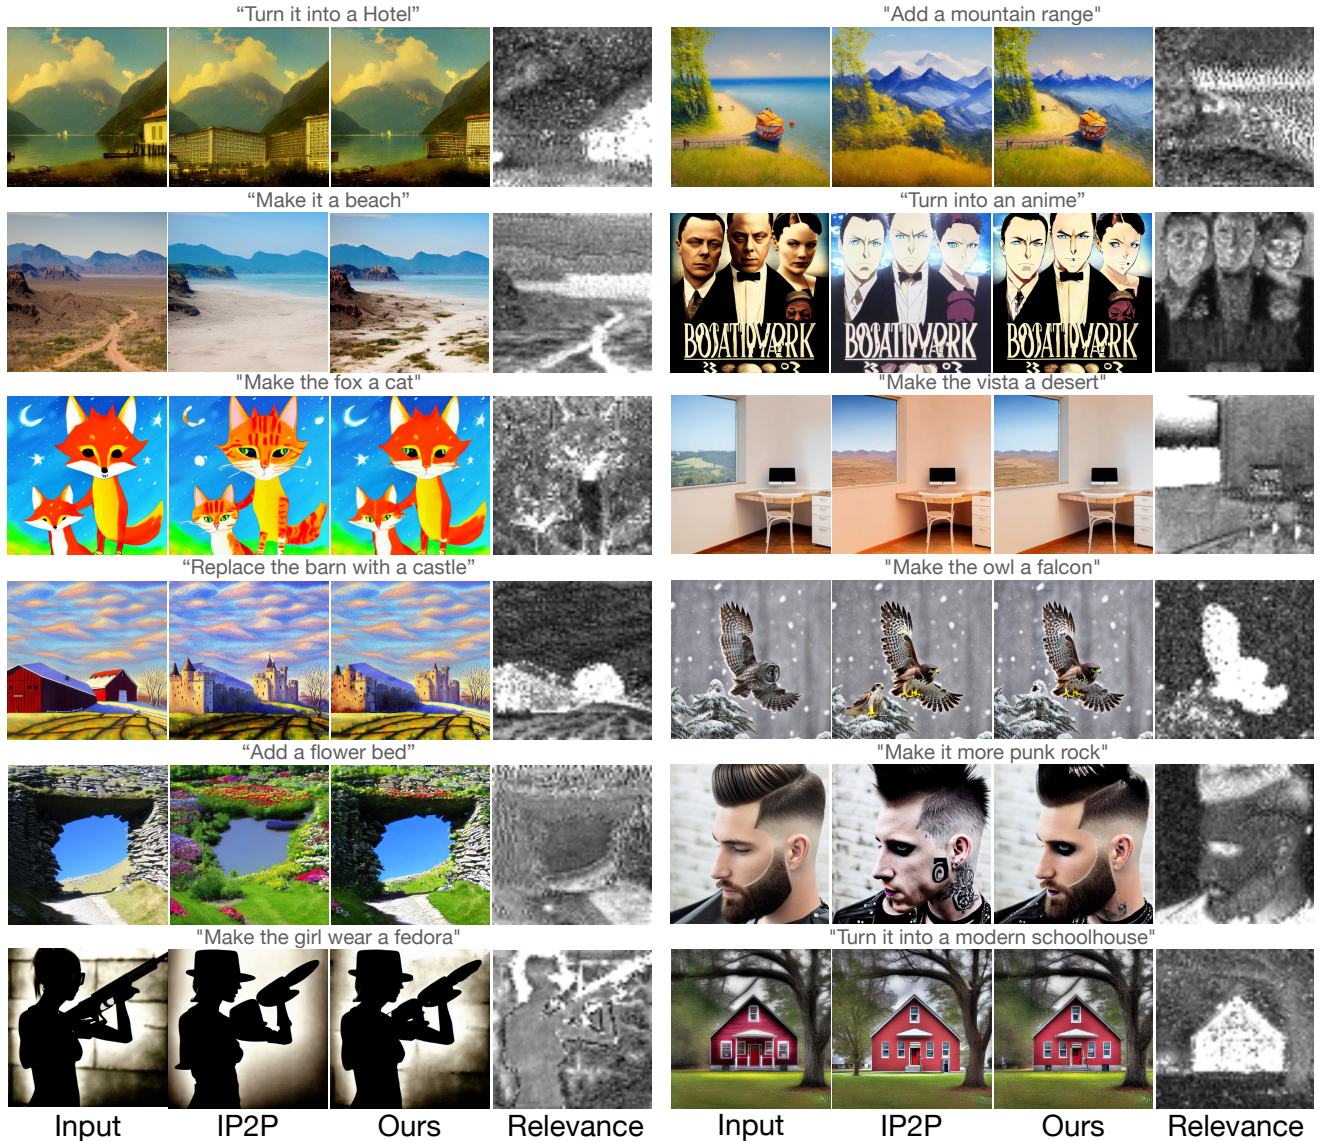 “Turn it into a Hotel”
"Add a mountain range"
“Make it a beach”
“Turn into an anime”
BOSATIWORK
BOSATIWORK
BOSATIWORK
"Make the fox a cat"
"Make the vista a desert"
“Replace the barn with a castle”
"Make the owl a falcon"
“Add a flower bed”
"Make it more punk rock"
"Make the girl wear a fedora"
"Turn it into a modern schoolhouse"
Input IP2P Ours Relevance Input IP2P Ours Relevance